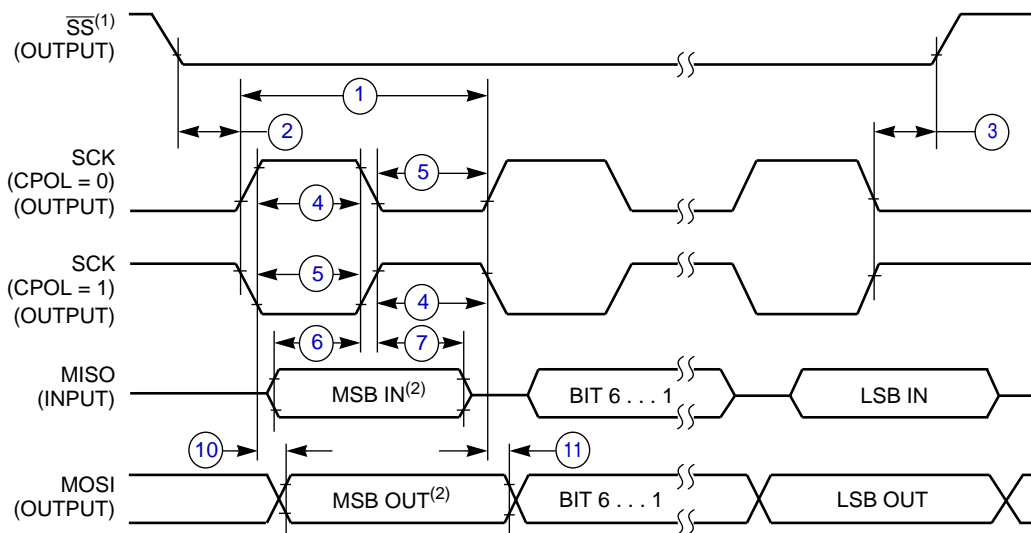 SS(1)
(OUTPUT)
1
2
3
SCK
(CPOL = 0)
(OUTPUT)
5
4
SCK
(CPOL = 1)
(OUTPUT)
5
4
6
7
MISO
(INPUT)
MSB IN(2)
BIT 6 . . . 1
LSB IN
10
11
MOSI
(OUTPUT)
MSB OUT(2)
BIT 6 . . . 1
LSB OUT